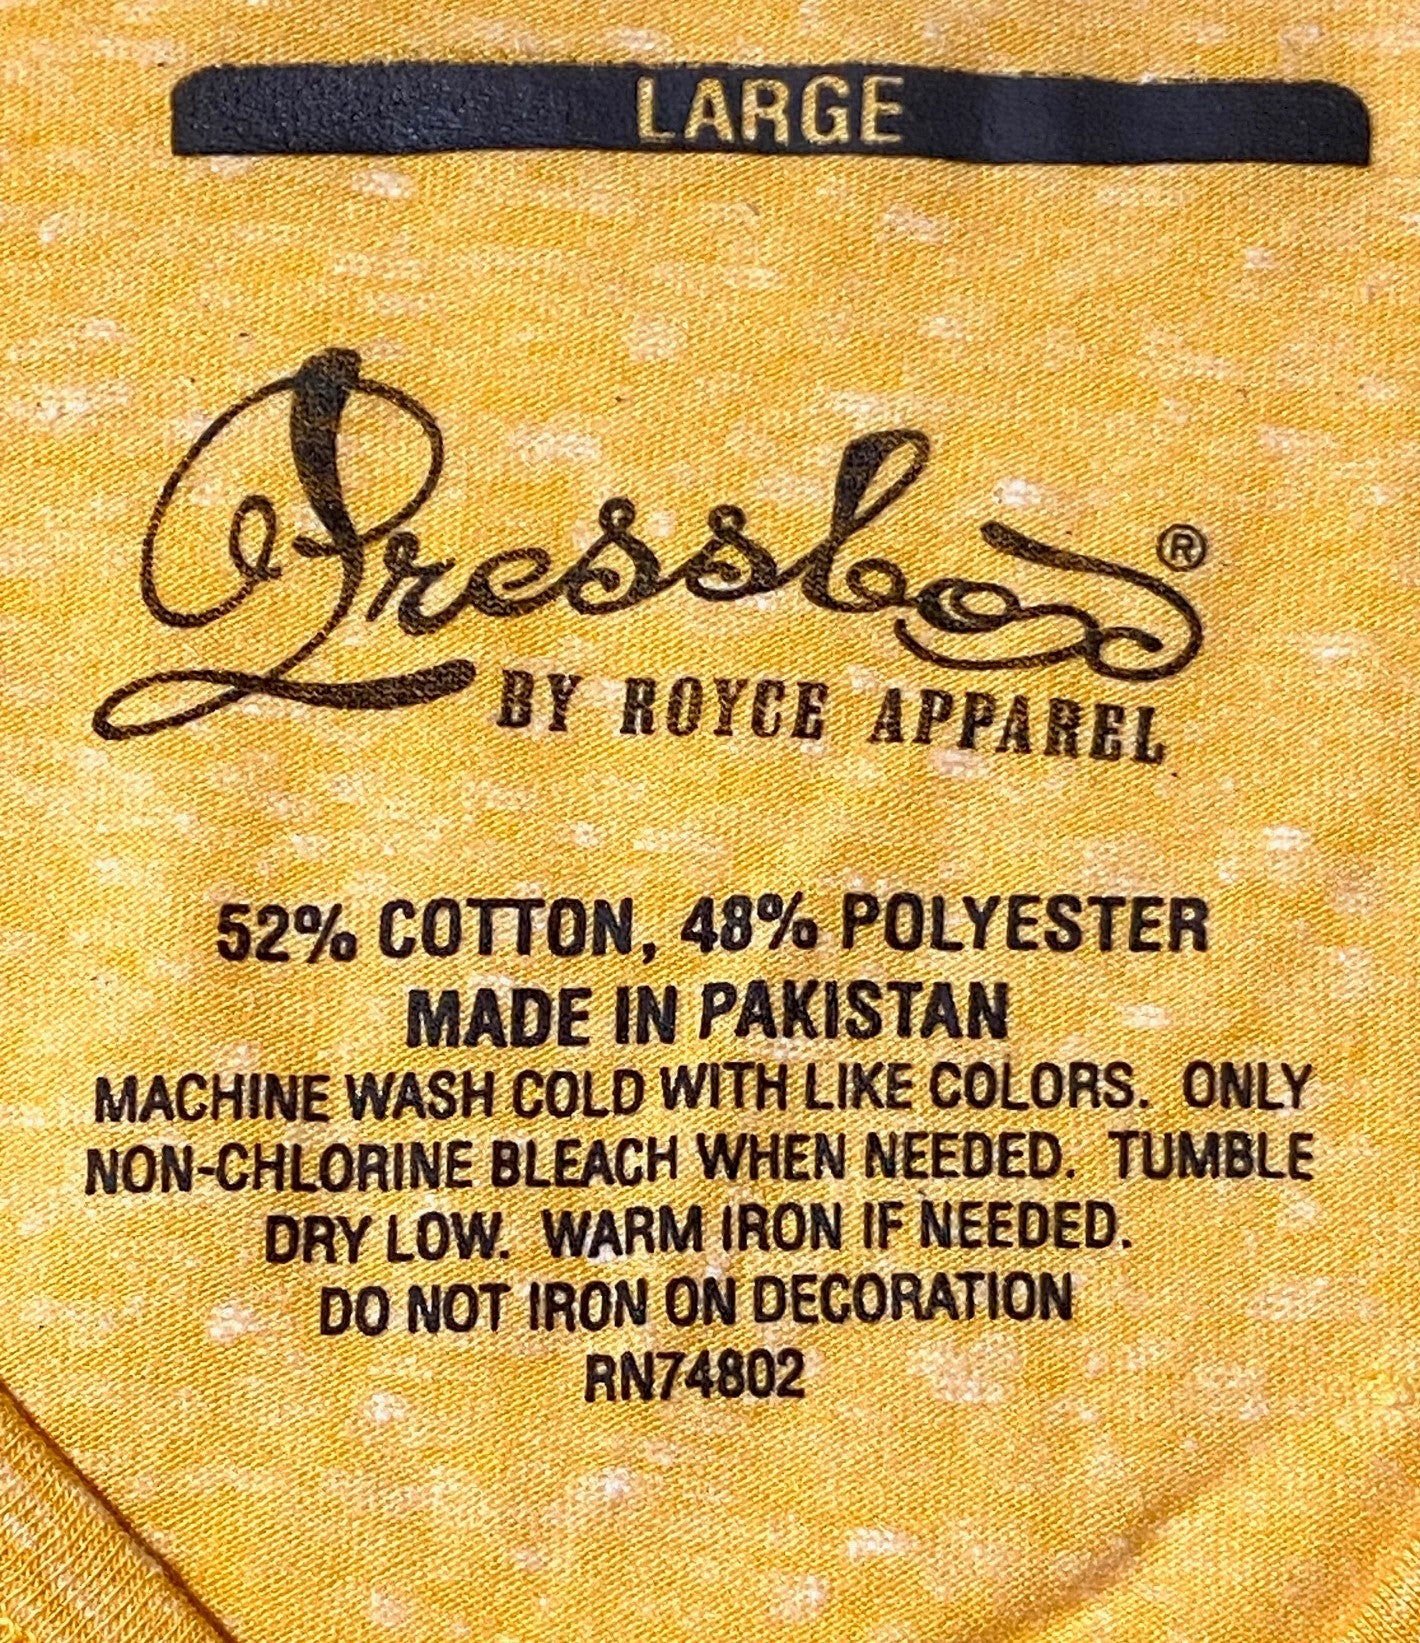 LARGE
Pressbox®
BY ROYCE APPAREL
52% COTTON, 48% POLYESTER
MADE IN PAKISTAN
MACHINE WASH COLD WITH LIKE COLORS. ONLY
NON-CHLORINE BLEACH WHEN NEEDED. TUMBLE
DRY LOW. WARM IRON IF NEEDED.
DO NOT IRON ON DECORATION
RN74802